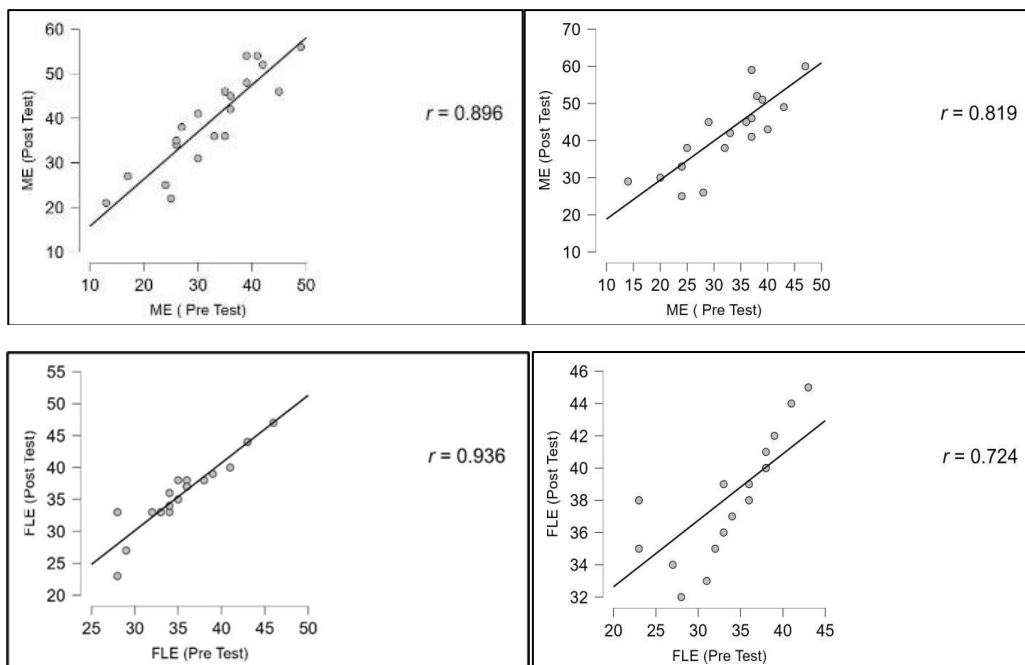 60
50
40
30
20
10
ME (Post Test)
10 20 30 40 50
ME ( Pre Test)
r = 0.896
70
60
50
40
30
20
10
ME (Post Test)
10 15 20 25 30 35 40 45 50
ME (Pre Test)
r = 0.819
55
50
45
40
35
30
25
20
FLE (Post Test)
25 30 35 40 45 50
FLE (Pre Test)
r = 0.936
46
44
42
40
38
36
34
32
FLE (Post Test)
20 25 30 35 40 45
FLE (Pre Test)
r = 0.724